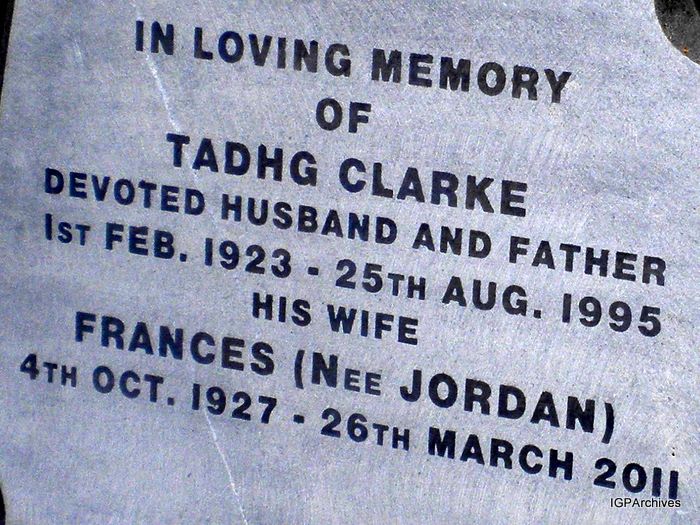 IN LOVING MEMORY
OF
TADHG CLARKE
DEVOTED HUSBAND AND FATHER
1ST FEB. 1923 - 25TH AUG. 1995
HIS WIFE
FRANCES (NEE JORDAN)
4TH OCT. 1927 - 26TH MARCH 2011
IGPArchives